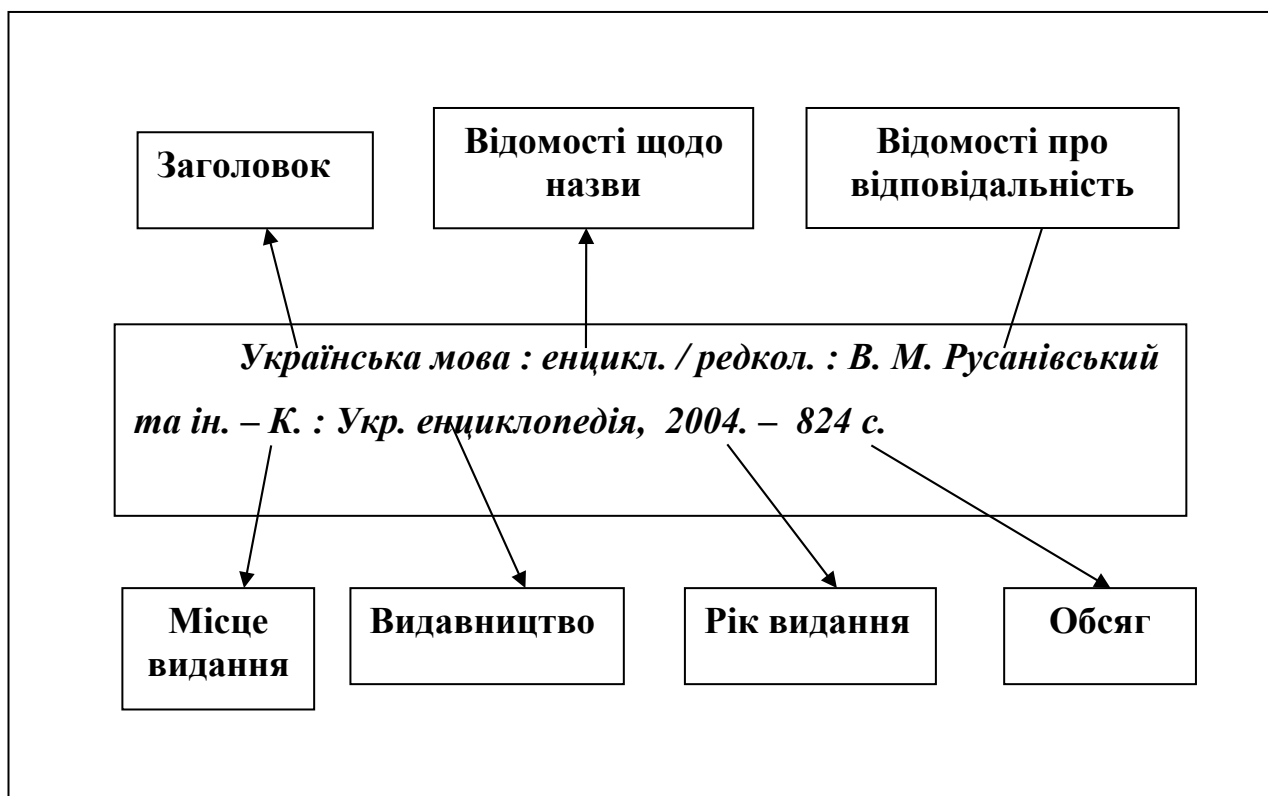 Заголовок
Відомості щодо
назви
Відомості про
відповідальність
Українська мова : енцикл. / редкол. : В. М. Русанівський
та ін. – К. : Укр. енциклопедія, 2004. – 824 с.
Місце
видання
Видавництво
Рік видання
Обсяг